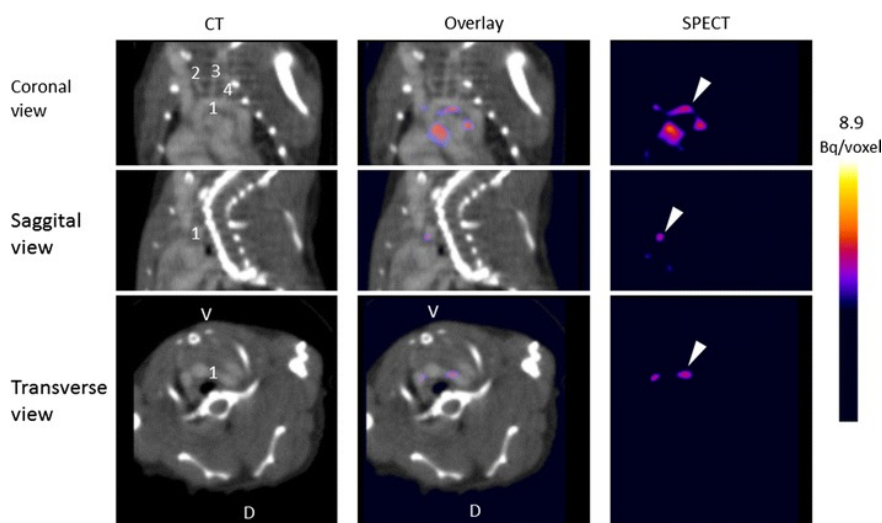 CT
Overlay
SPECT
Coronal
view
2 3
4
1
8.9
Bq/voxel
Saggital
view
1
Transverse
view
V
V
1
D
D